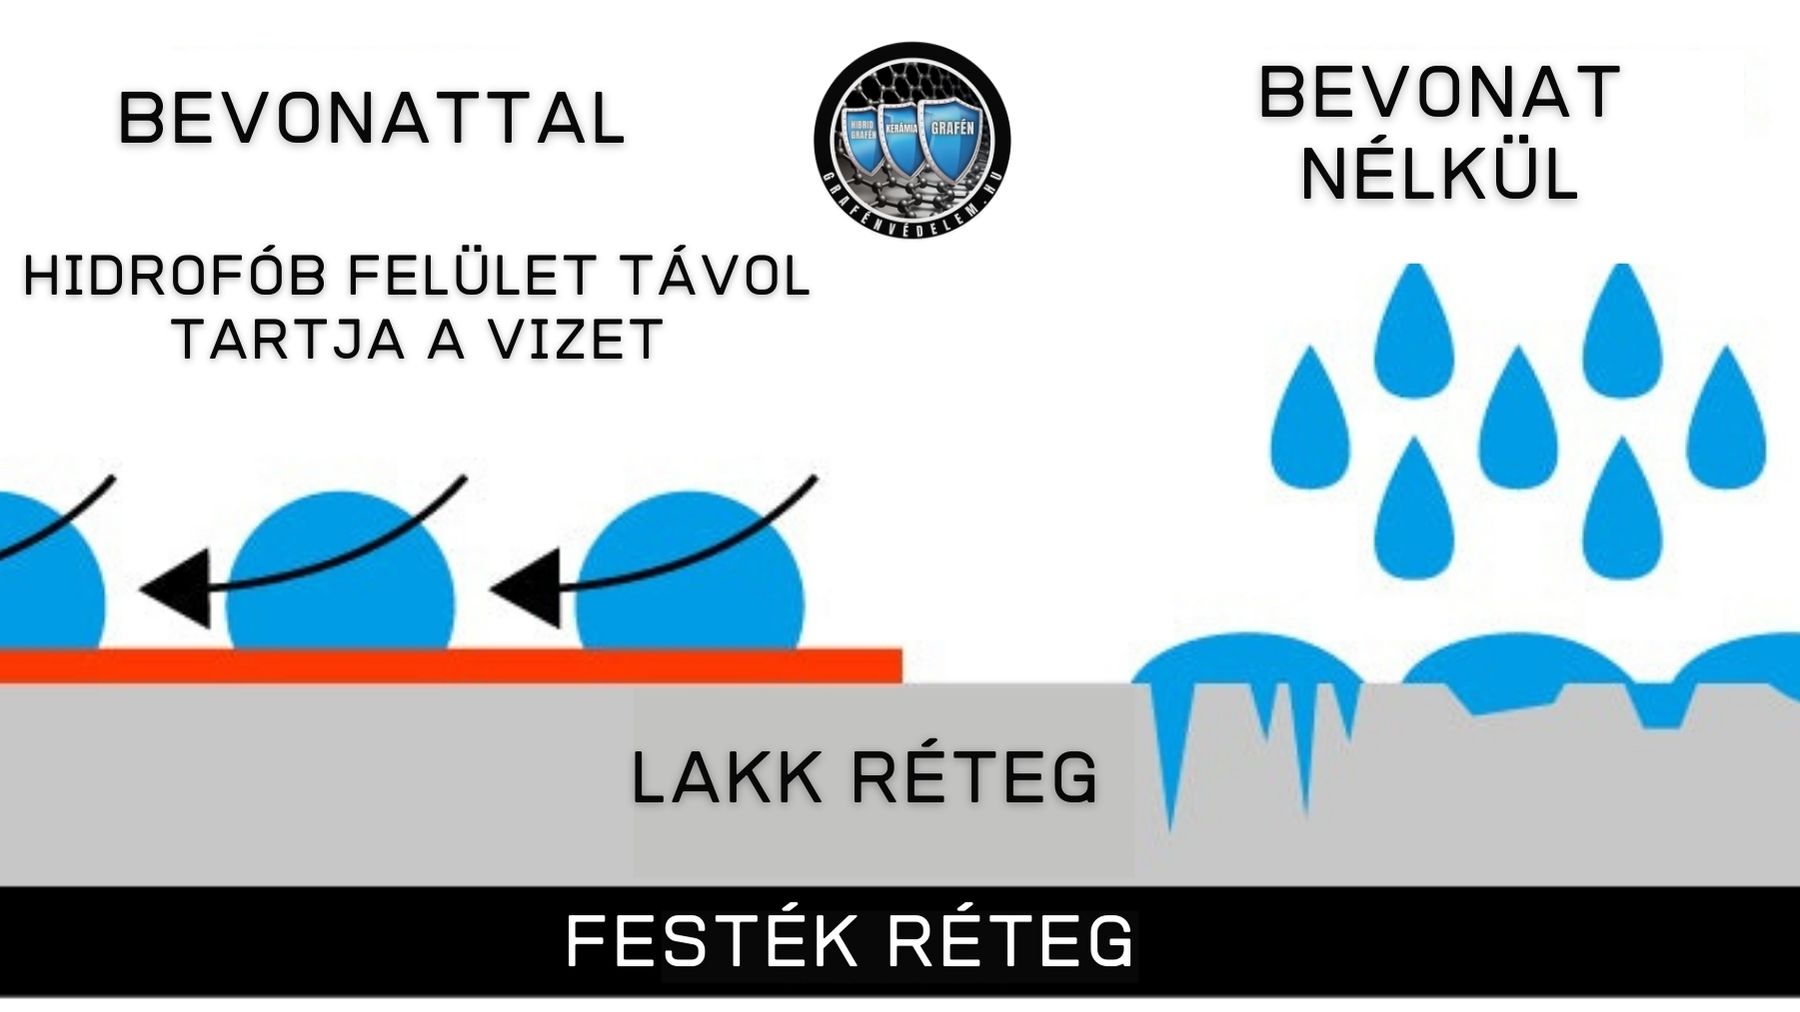 BEVONATTAL
HIDROFÓB FELÜLET TÁVOL
TARTJA A VIZET
HIBRID
GRAFÉN
KERÁMIA
GRAFÉN
GRAFÉNVÉDELEM.HU
BEVONAT
NÉLKÜL
LAKK RÉTEG
FESTÉK RÉTEG